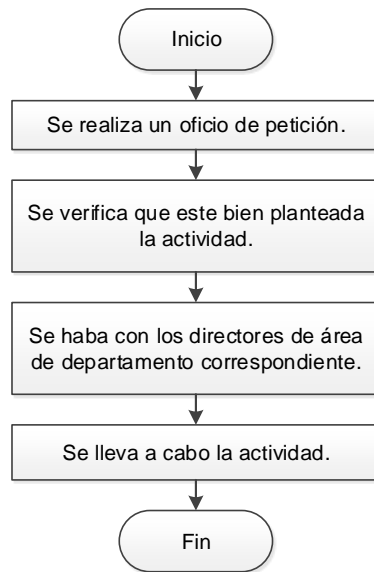 Inicio
Se realiza un oficio de petición.
Se verifica que este bien planteada
la actividad.
Se haba con los directores de área
de departamento correspondiente.
Se lleva a cabo la actividad.
Fin